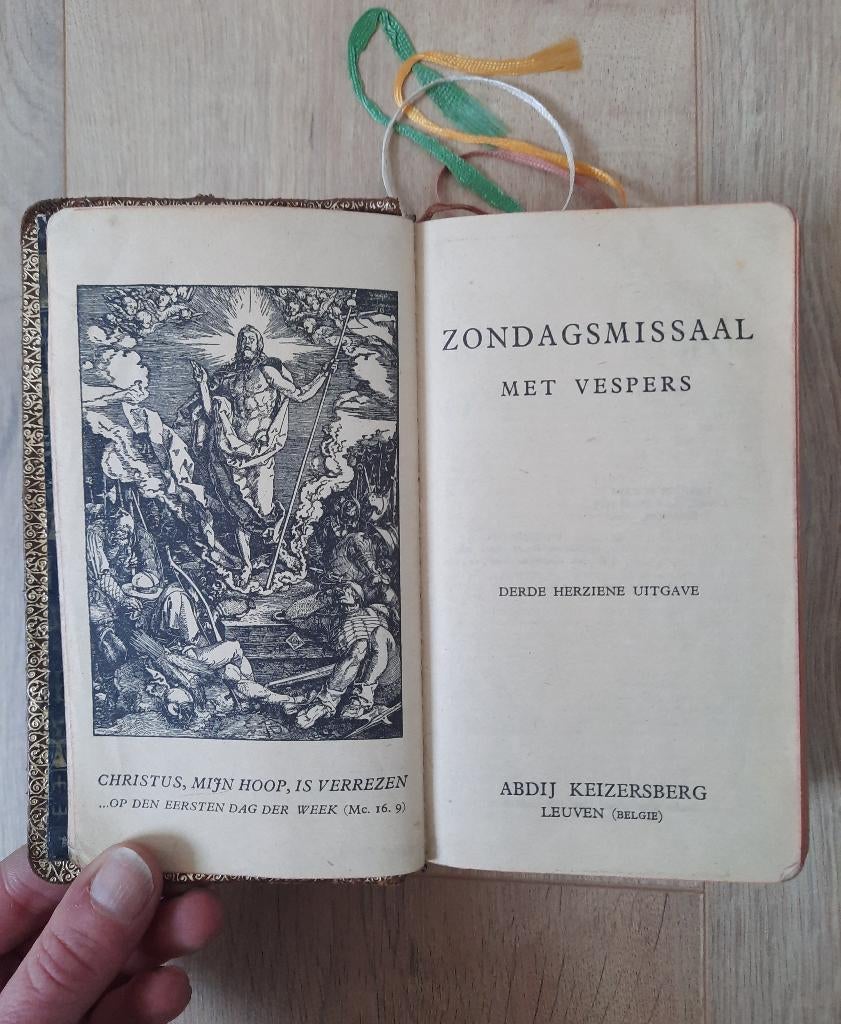 CHRISTUS, MIJN HOOP, IS VERREZEN
...OP DEN EERSTEN DAG DER WEEK (Mc. 16. 9)
ZONDAGSMISSAAL
MET VESPERS
DERDE HERZIENE UITGAVE
ABDIJ KEIZERSBERG
LEUVEN (BELGIE)